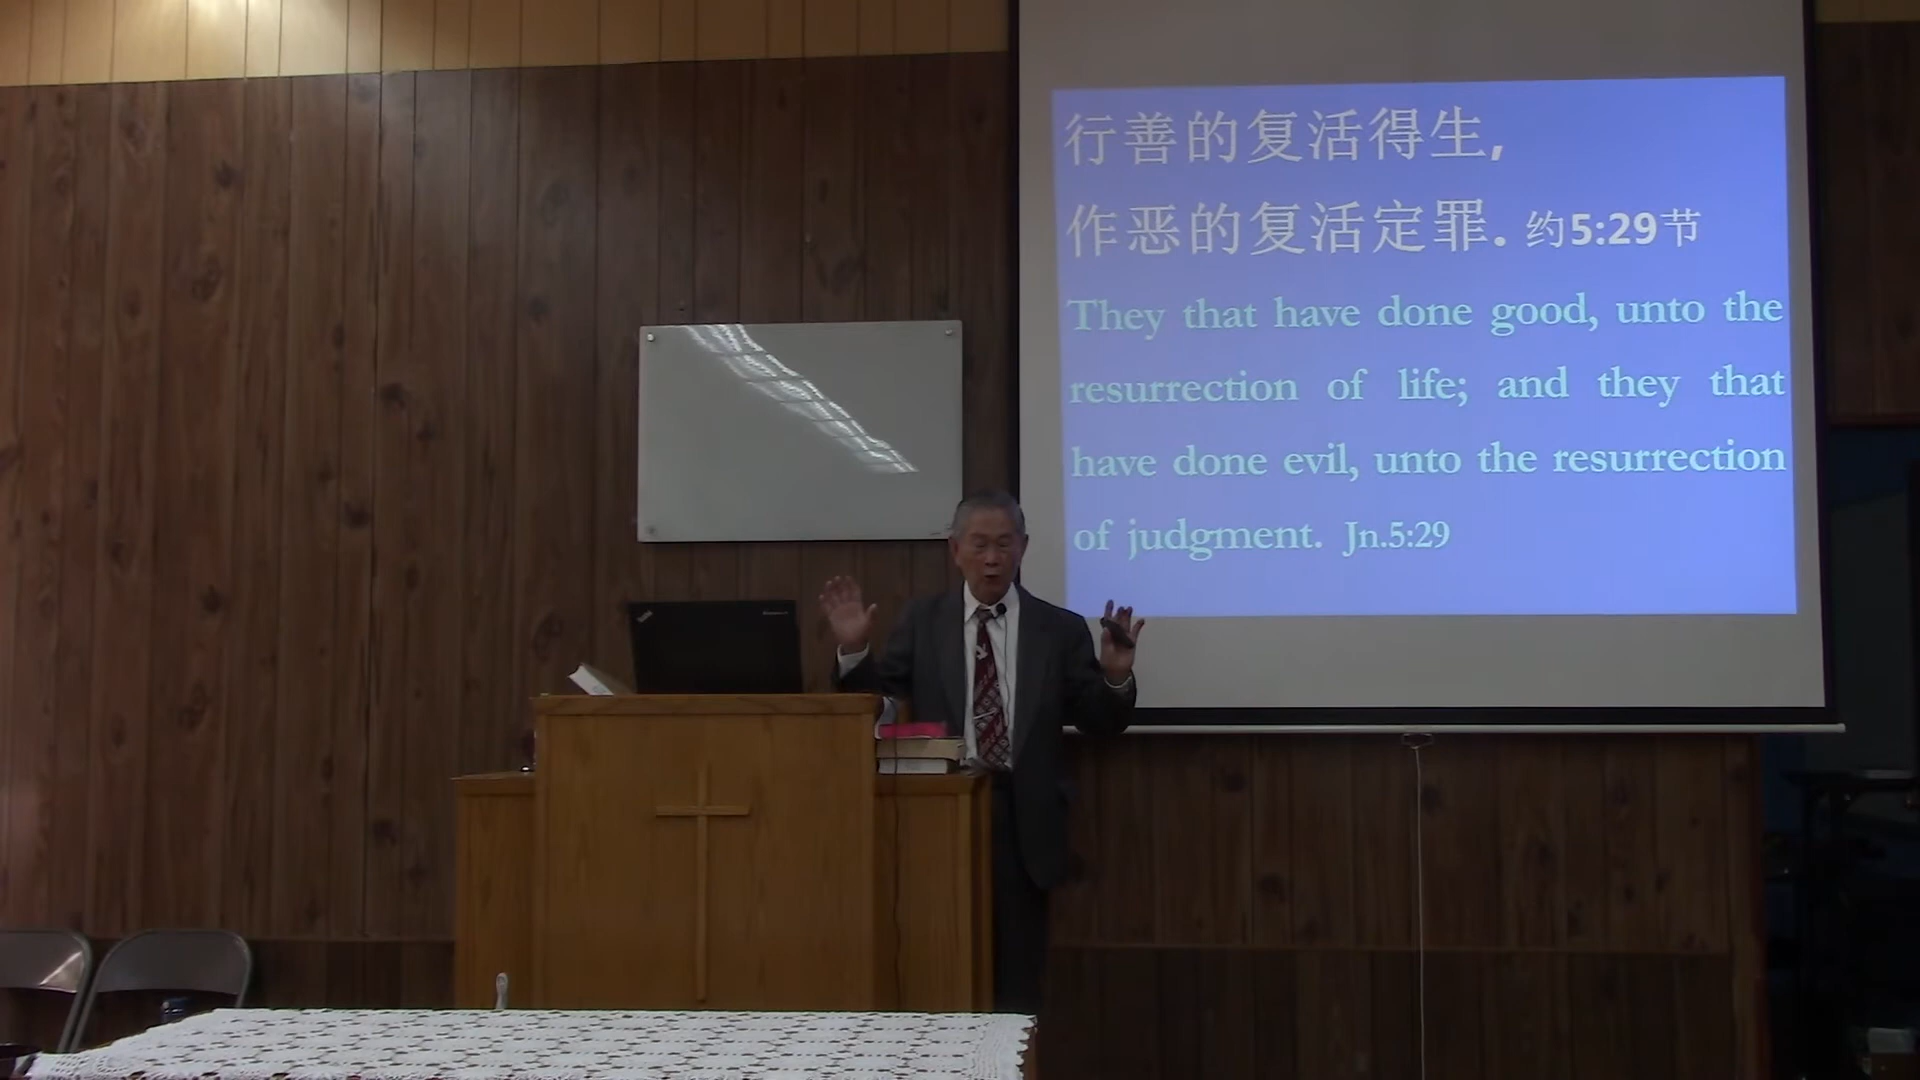 行善的复活得生,
作恶的复活定罪. 约5:29节
They that have done good, unto the
resurrection of life; and they that
have done evil, unto the resurrection
of judgment. Jn.5:29